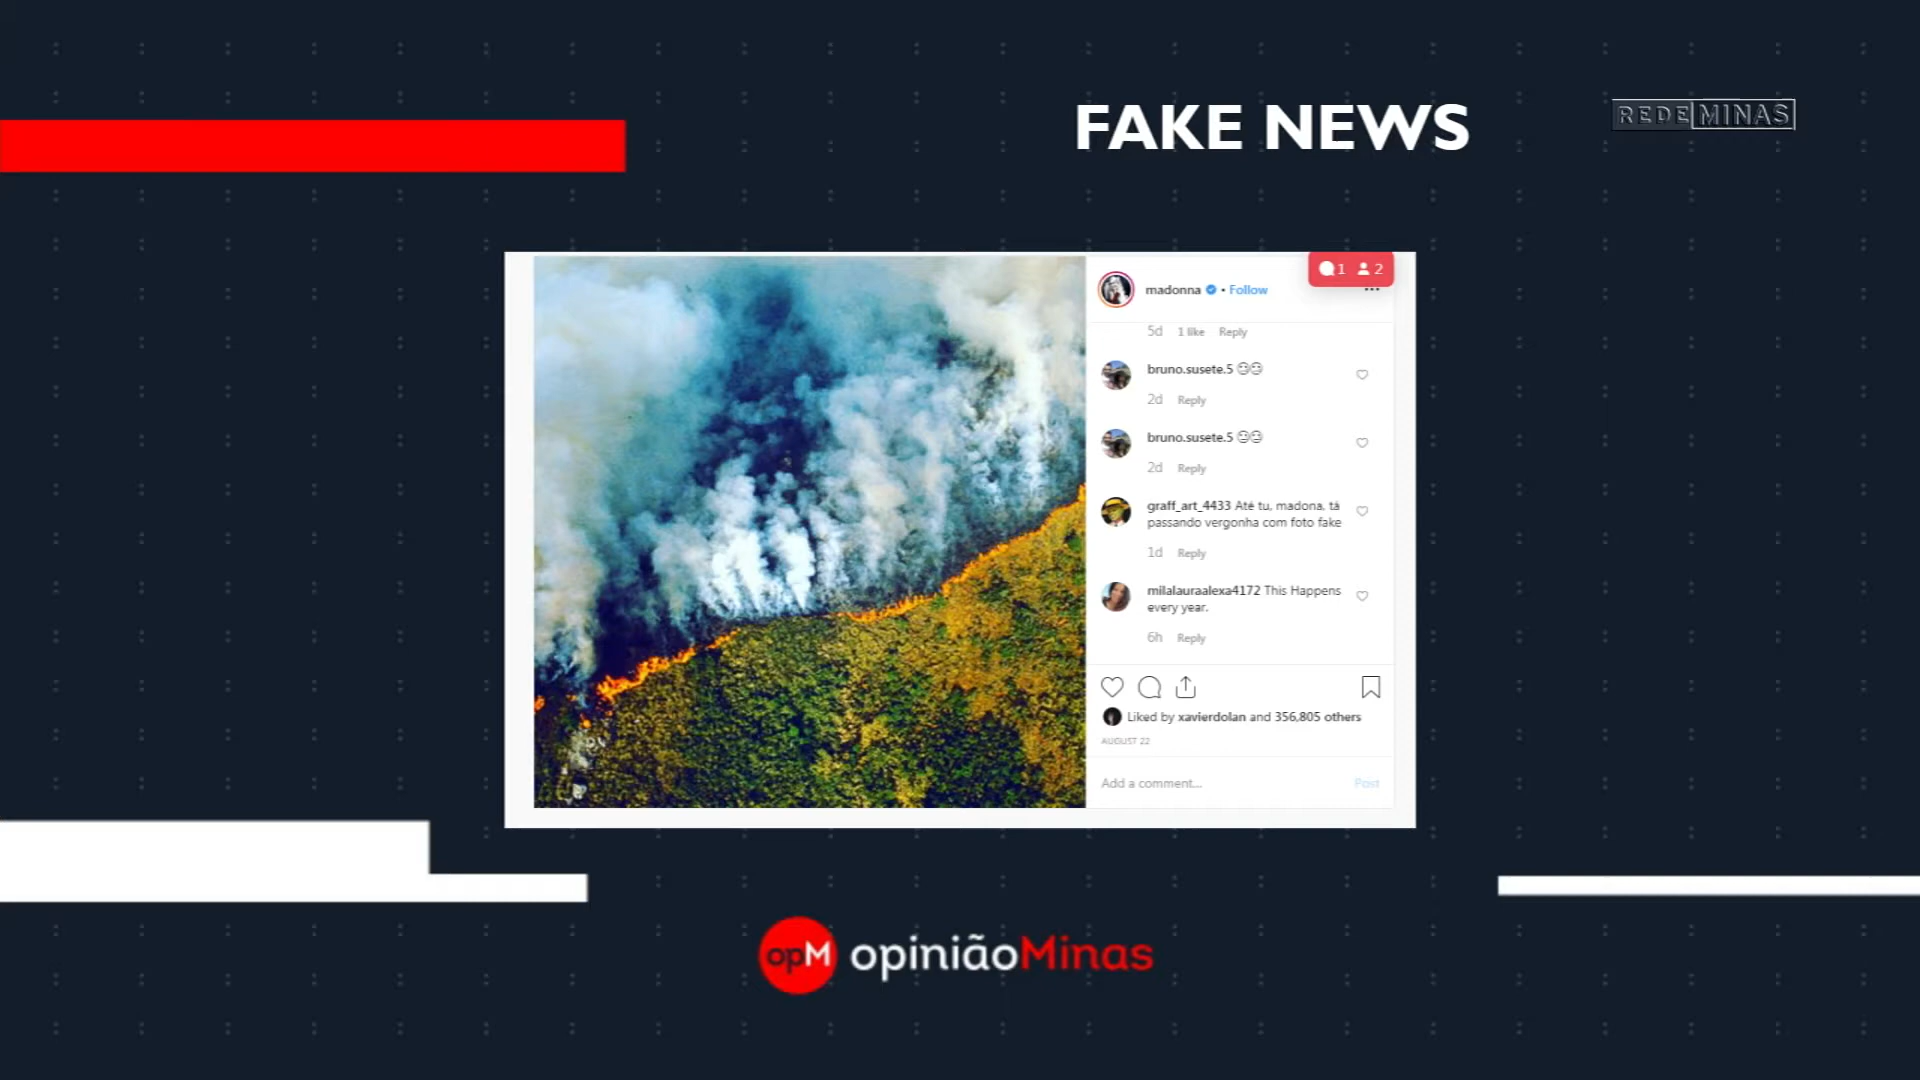 FAKE NEWS
REDE MINAS
1 2
madonna • Follow
5d 1 like Reply
bruno.susete.5
2d Reply
bruno.susete.5
2d Reply
graff_art_4433 Até tu, madona, tá
passando vergonha com foto fake
1d Reply
milalauraalexa4172 This Happens
every year.
6h Reply
Liked by xavierdolan and 356,805 others
AUGUST 22
Add a comment...
Post
opM opiniãoMinas